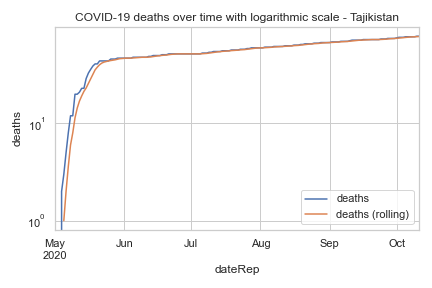 COVID-19 deaths over time with logarithmic scale - Tajikistan
deaths
10¹
10⁰
May
2020
Jun
Jul
Aug
Sep
Oct
dateRep
deaths
deaths (rolling)